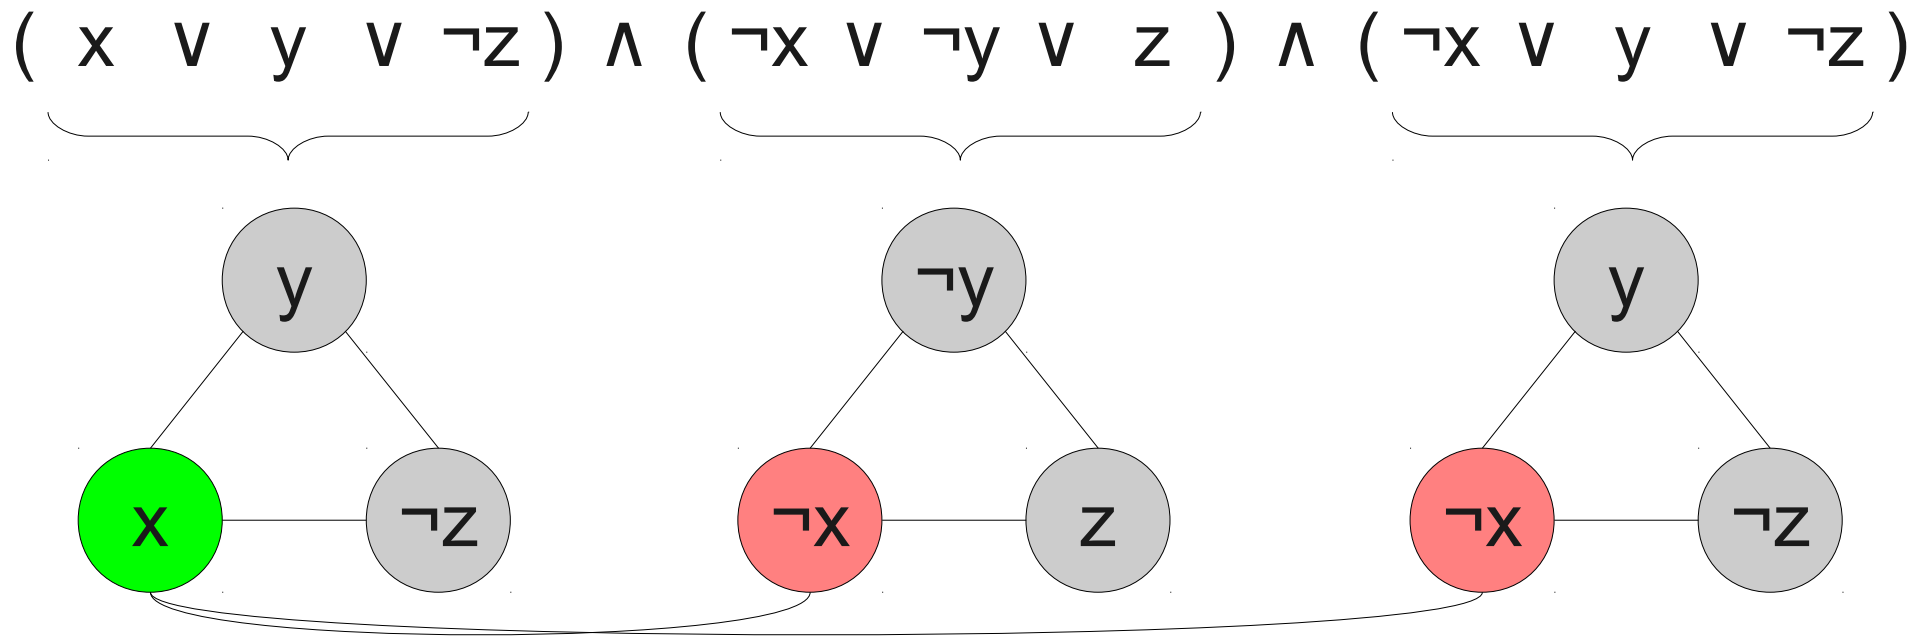 ( x ∨ y ∨ ¬z ) ∧ ( ¬x ∨ ¬y ∨ z ) ∧ ( ¬x ∨ y ∨ ¬z )
y ¬y y
x ¬z ¬x z ¬x ¬z